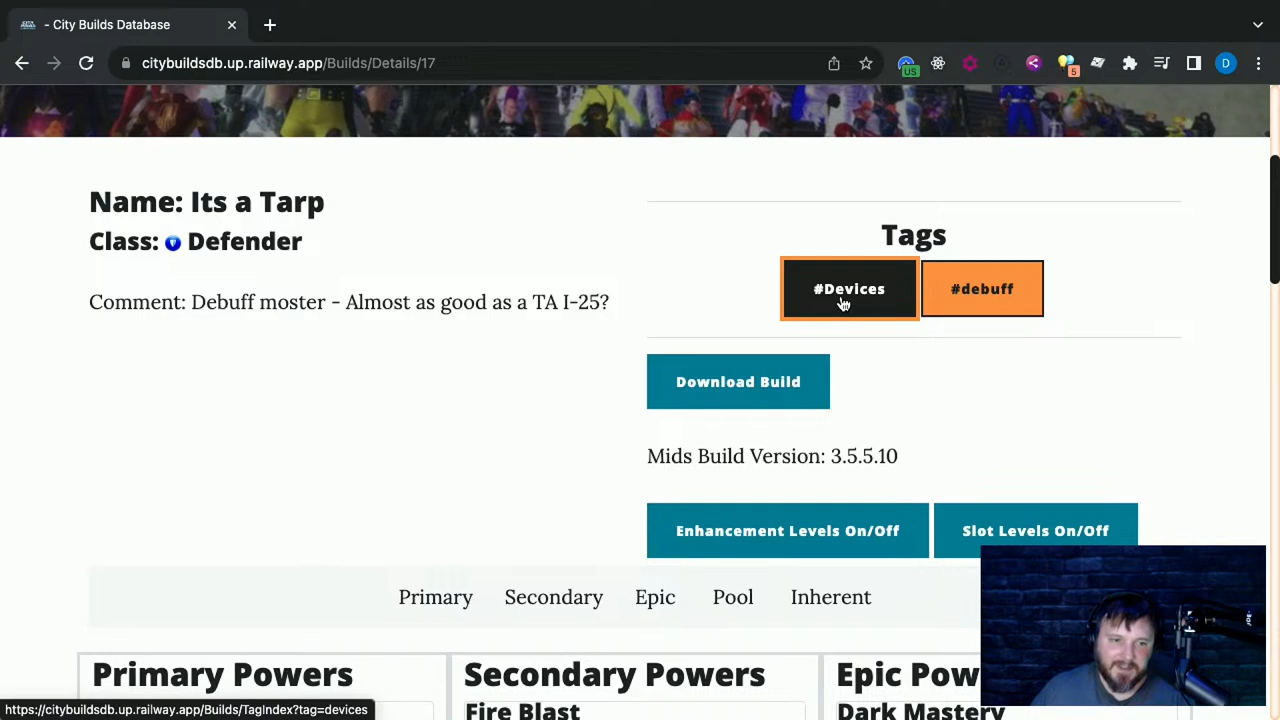 - City Builds Database
citybuildsdb.up.railway.app/Builds/Details/17
US
5
D
Name: Its a Tarp
Class: Defender
Comment: Debuff moster - Almost as good as a TA I-25?
Tags
#Devices
#debuff
Download Build
Mids Build Version: 3.5.5.10
Enhancement Levels On/Off
Slot Levels On/Off
Primary
Secondary
Epic
Pool
Inherent
Primary Powers
Secondary Powers
Epic Pow
Fire Blast
Dark Mastery
https://citybuildsdb.up.railway.app/Builds/TagIndex?tag=devices